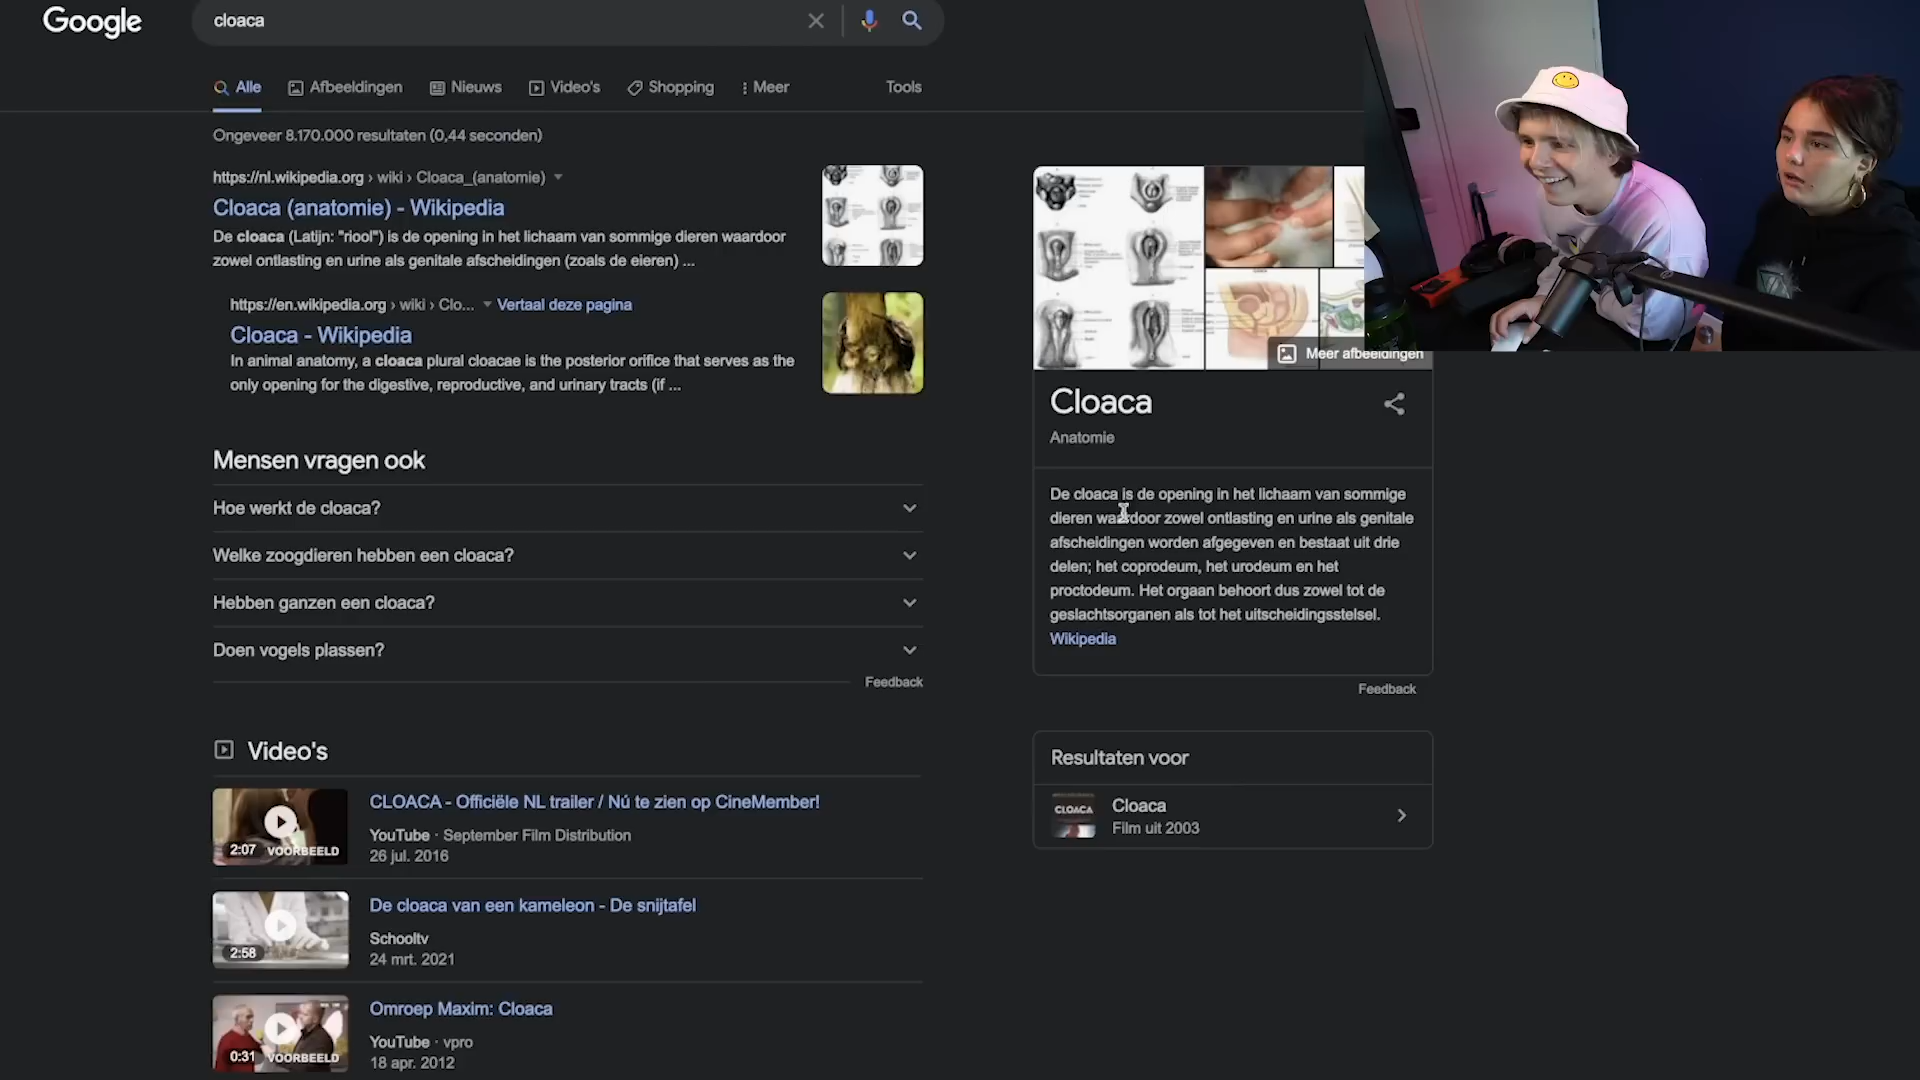 Google
cloaca
Alle
Afbeeldingen
Nieuws
Video's
Shopping
Meer
Tools
Ongeveer 8.170.000 resultaten (0,44 seconden)
https://nl.wikipedia.org › wiki › Cloaca_(anatomie)
Cloaca (anatomie) - Wikipedia
De cloaca (Latijn: "riool") is de opening in het lichaam van sommige dieren waardoor
zowel ontlasting en urine als genitale afscheidingen (zoals de eieren) ...
https://en.wikipedia.org › wiki › Clo... Vertaal deze pagina
Cloaca - Wikipedia
In animal anatomy, a cloaca plural cloacae is the posterior orifice that serves as the
only opening for the digestive, reproductive, and urinary tracts (if ...
Mensen vragen ook
Hoe werkt de cloaca?
Welke zoogdieren hebben een cloaca?
Hebben ganzen een cloaca?
Doen vogels plassen?
Feedback
Video's
2:07 VOORBEELD
CLOACA - Officiële NL trailer / Nú te zien op CineMember!
YouTube · September Film Distribution
26 jul. 2016
2:58
De cloaca van een kameleon - De snijtafel
Schooltv
24 mrt. 2021
0:31 VOORBEELD
Omroep Maxim: Cloaca
YouTube · vpro
18 apr. 2012
Meer afbeeldingen
Cloaca
Anatomie
De cloaca is de opening in het lichaam van sommige
dieren waardoor zowel ontlasting en urine als genitale
afscheidingen worden afgegeven en bestaat uit drie
delen; het coprodeum, het urodeum en het
proctodeum. Het orgaan behoort dus zowel tot de
geslachtsorganen als tot het uitscheidingsstelsel.
Wikipedia
Feedback
Resultaten voor
CLOACA
Cloaca
Film uit 2003